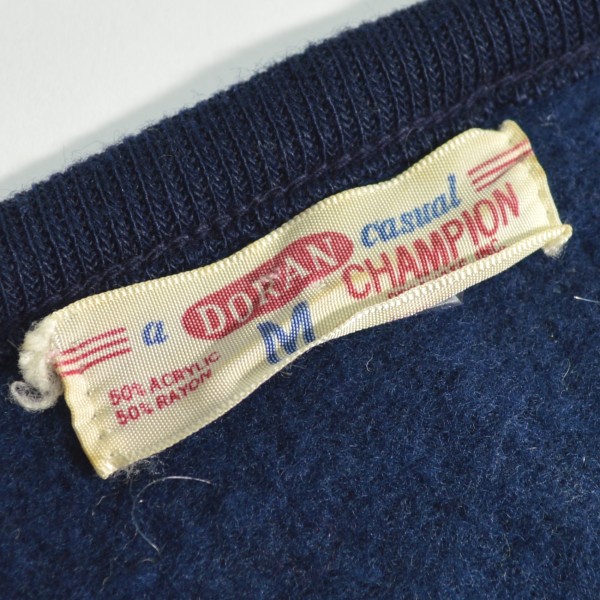 a DORAN casual
M CHAMPION
50% ACRYLIC
50% RAYON